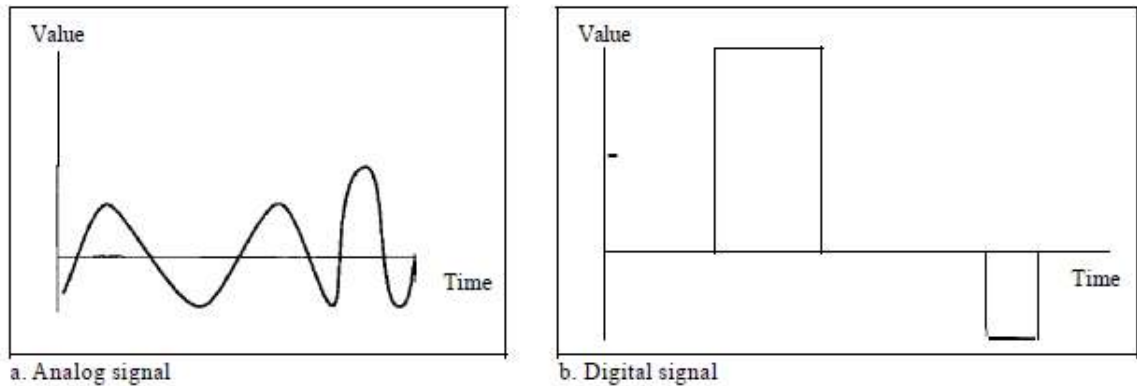 Value
Time
a. Analog signal
Value
Time
b. Digital signal